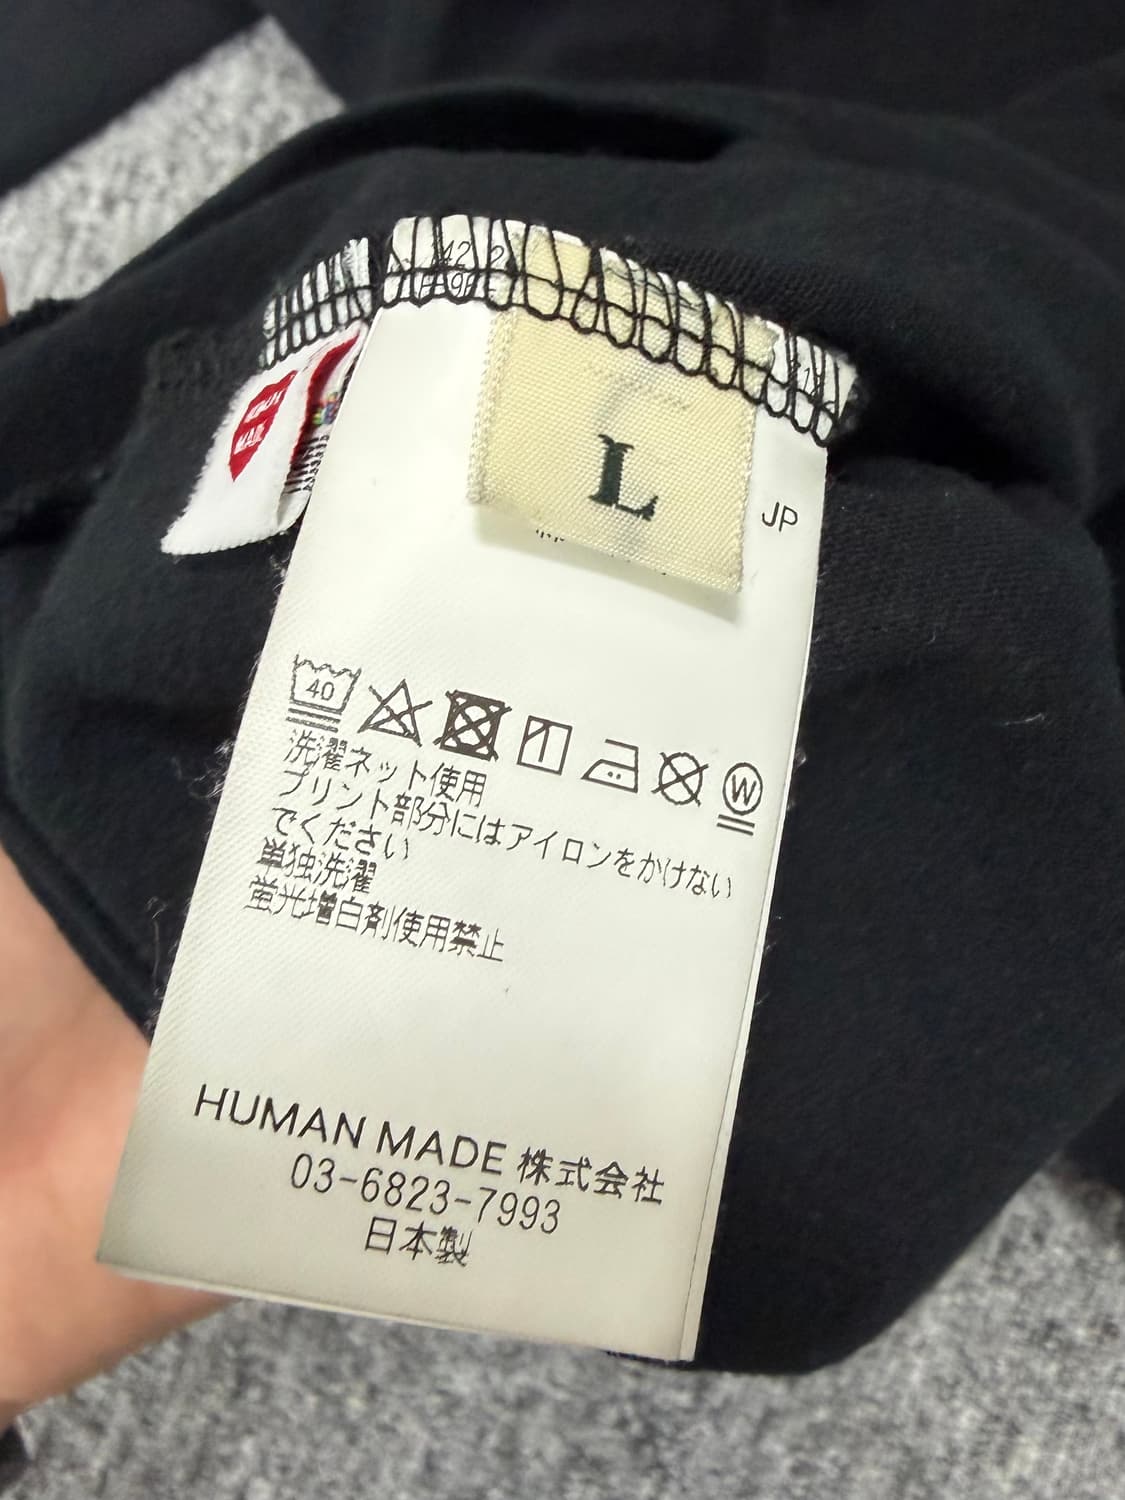 L
JP
40
W
洗濯ネット使用
プリント部分にはアイロンをかけない
でください
単独洗濯
蛍光増白剤使用禁止
HUMAN MADE 株式会社
03-6823-7993
日本製